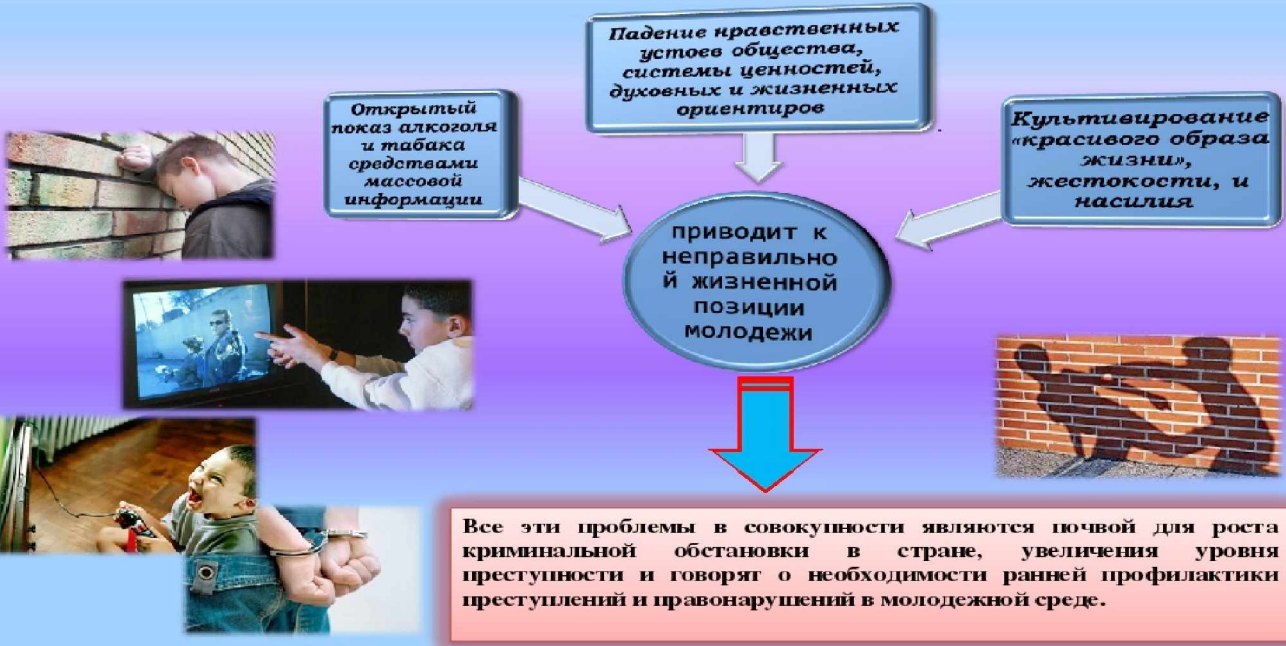 Падение нравственных
устоев общества,
системы ценностей,
духовных и жизненных
ориентиров
Открытый
показ алкоголя
и табака
средствами
массовой
информации
Культивирование
«красивого образа
жизни»,
жестокости, и
насилия
приводит к
неправильно
й жизненной
позиции
молодежи
Все эти проблемы в совокупности являются почвой для роста
криминальной обстановки в стране, увеличения уровня
преступности и говорят о необходимости ранней профилактики
преступлений и правонарушений в молодежной среде.